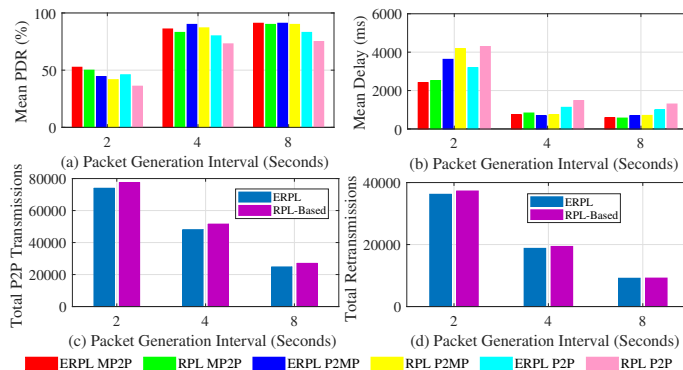 100
50
0
Mean PDR (%)
2 4 8
(a) Packet Generation Interval (Seconds)
6000
4000
2000
0
Mean Delay (ms)
2 4 8
(b) Packet Generation Interval (Seconds)
80000
60000
40000
20000
0
Total P2P Transmissions
ERPL
RPL-Based
2 4 8
(c) Packet Generation Interval (Seconds)
40000
20000
0
Total Retransmissions
ERPL
RPL-Based
2 4 8
(d) Packet Generation Interval (Seconds)
ERPL MP2P RPL MP2P ERPL P2MP RPL P2MP ERPL P2P RPL P2P